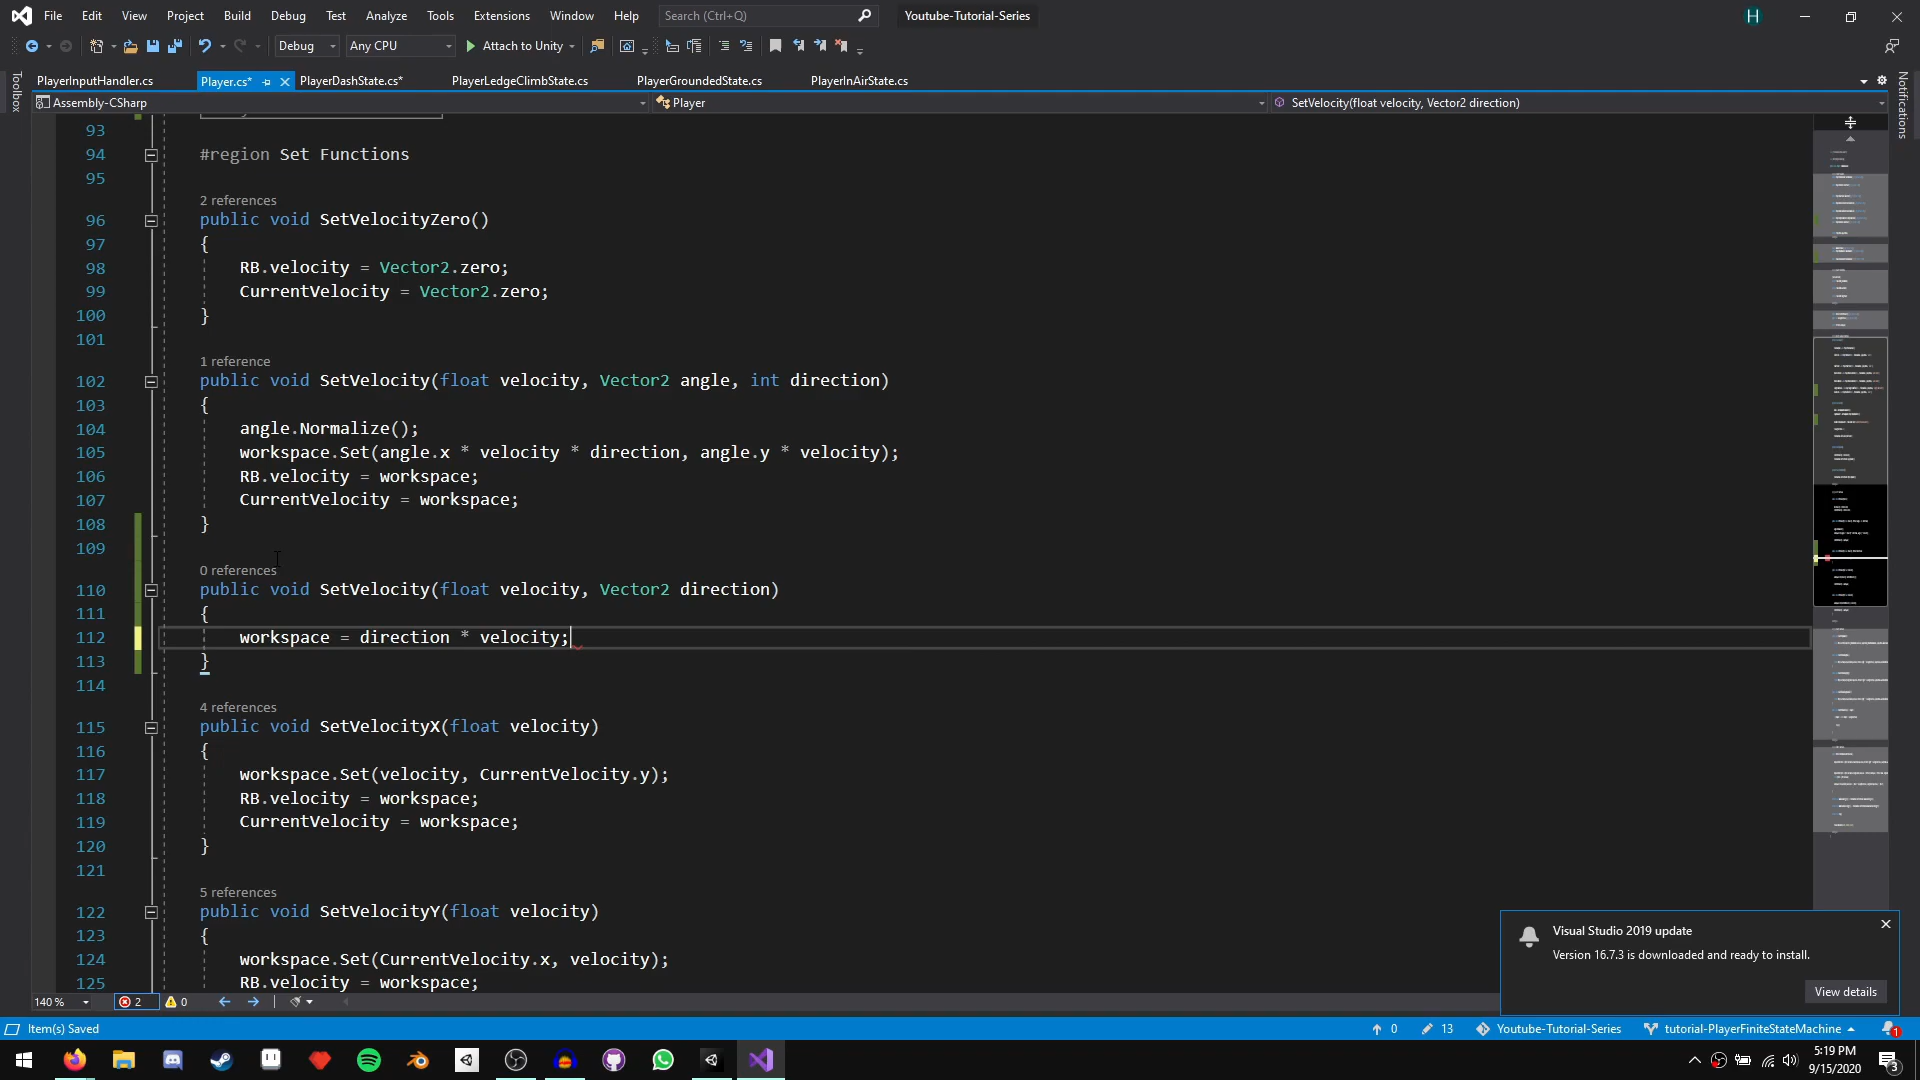 File Edit View Project Build Debug Test Analyze Tools Extensions Window Help Search (Ctrl+Q) Youtube-Tutorial-Series H
Debug Any CPU Attach to Unity
PlayerInputHandler.cs Player.cs* PlayerDashState.cs* PlayerLedgeClimbState.cs PlayerGroundedState.cs PlayerInAirState.cs
Toolbox
Notifications
Assembly-CSharp Player SetVelocity(float velocity, Vector2 direction)
93
94 #region Set Functions
95
2 references
96 public void SetVelocityZero()
97 {
98 RB.velocity = Vector2.zero;
99 CurrentVelocity = Vector2.zero;
100 }
101
1 reference
102 public void SetVelocity(float velocity, Vector2 angle, int direction)
103 {
104 angle.Normalize();
105 workspace.Set(angle.x * velocity * direction, angle.y * velocity);
106 RB.velocity = workspace;
107 CurrentVelocity = workspace;
108 }
109
0 references
110 public void SetVelocity(float velocity, Vector2 direction)
111 {
112 workspace = direction * velocity;
113 }
114
4 references
115 public void SetVelocityX(float velocity)
116 {
117 workspace.Set(velocity, CurrentVelocity.y);
118 RB.velocity = workspace;
119 CurrentVelocity = workspace;
120 }
121
5 references
122 public void SetVelocityY(float velocity)
123 {
124 workspace.Set(CurrentVelocity.x, velocity);
125 RB.velocity = workspace;
Visual Studio 2019 update
Version 16.7.3 is downloaded and ready to install.
View details
140 % 2 0
Item(s) Saved 0 13 Youtube-Tutorial-Series tutorial-PlayerFiniteStateMachine 1
5:19 PM
9/15/2020
3